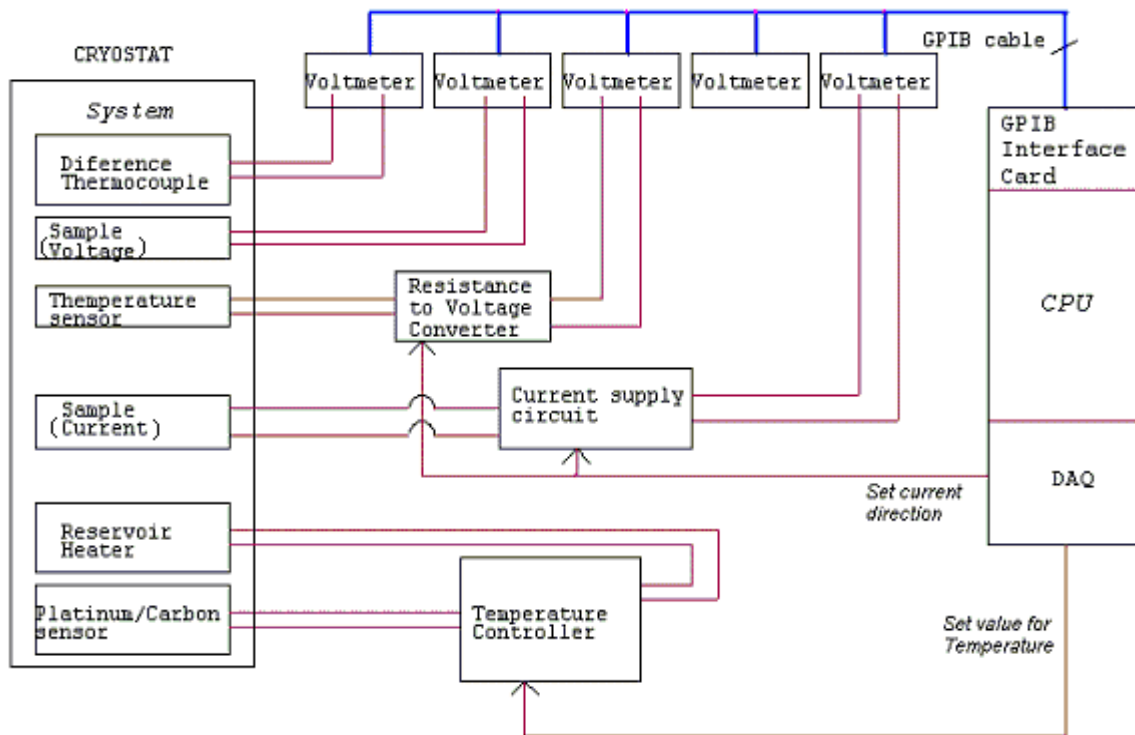 CRYOSTAT
GPIB cable
Voltmeter
Voltmeter
Voltmeter
Voltmeter
Voltmeter
System
GPIB
Interface
Card
Diference
Thermocouple
Sample
(Voltage)
Themperature
sensor
Resistance
to Voltage
Converter
CPU
Sample
(Current)
Current supply
circuit
DAQ
Set current
direction
Reservoir
Heater
Platinum/Carbon
sensor
Temperature
Controller
Set value for
Temperature